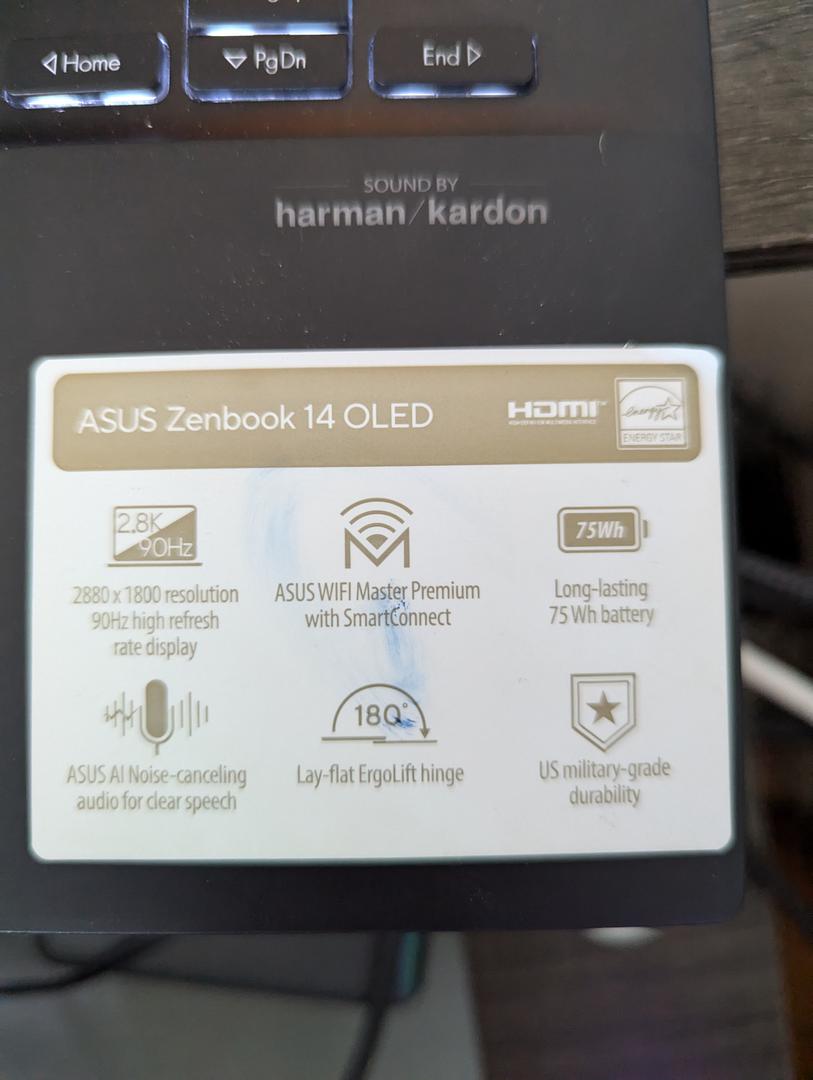 Home
PgDn
End
SOUND BY
harman/kardon
ASUS Zenbook 14 OLED
HDMI™
energy
ENERGY STAR
2.8K
90Hz
2880 x 1800 resolution
90Hz high refresh
rate display
ASUS WIFI Master Premium
with SmartConnect
75Wh
Long-lasting
75 Wh battery
ASUS AI Noise-canceling
audio for clear speech
180°
Lay-flat ErgoLift hinge
US military-grade
durability